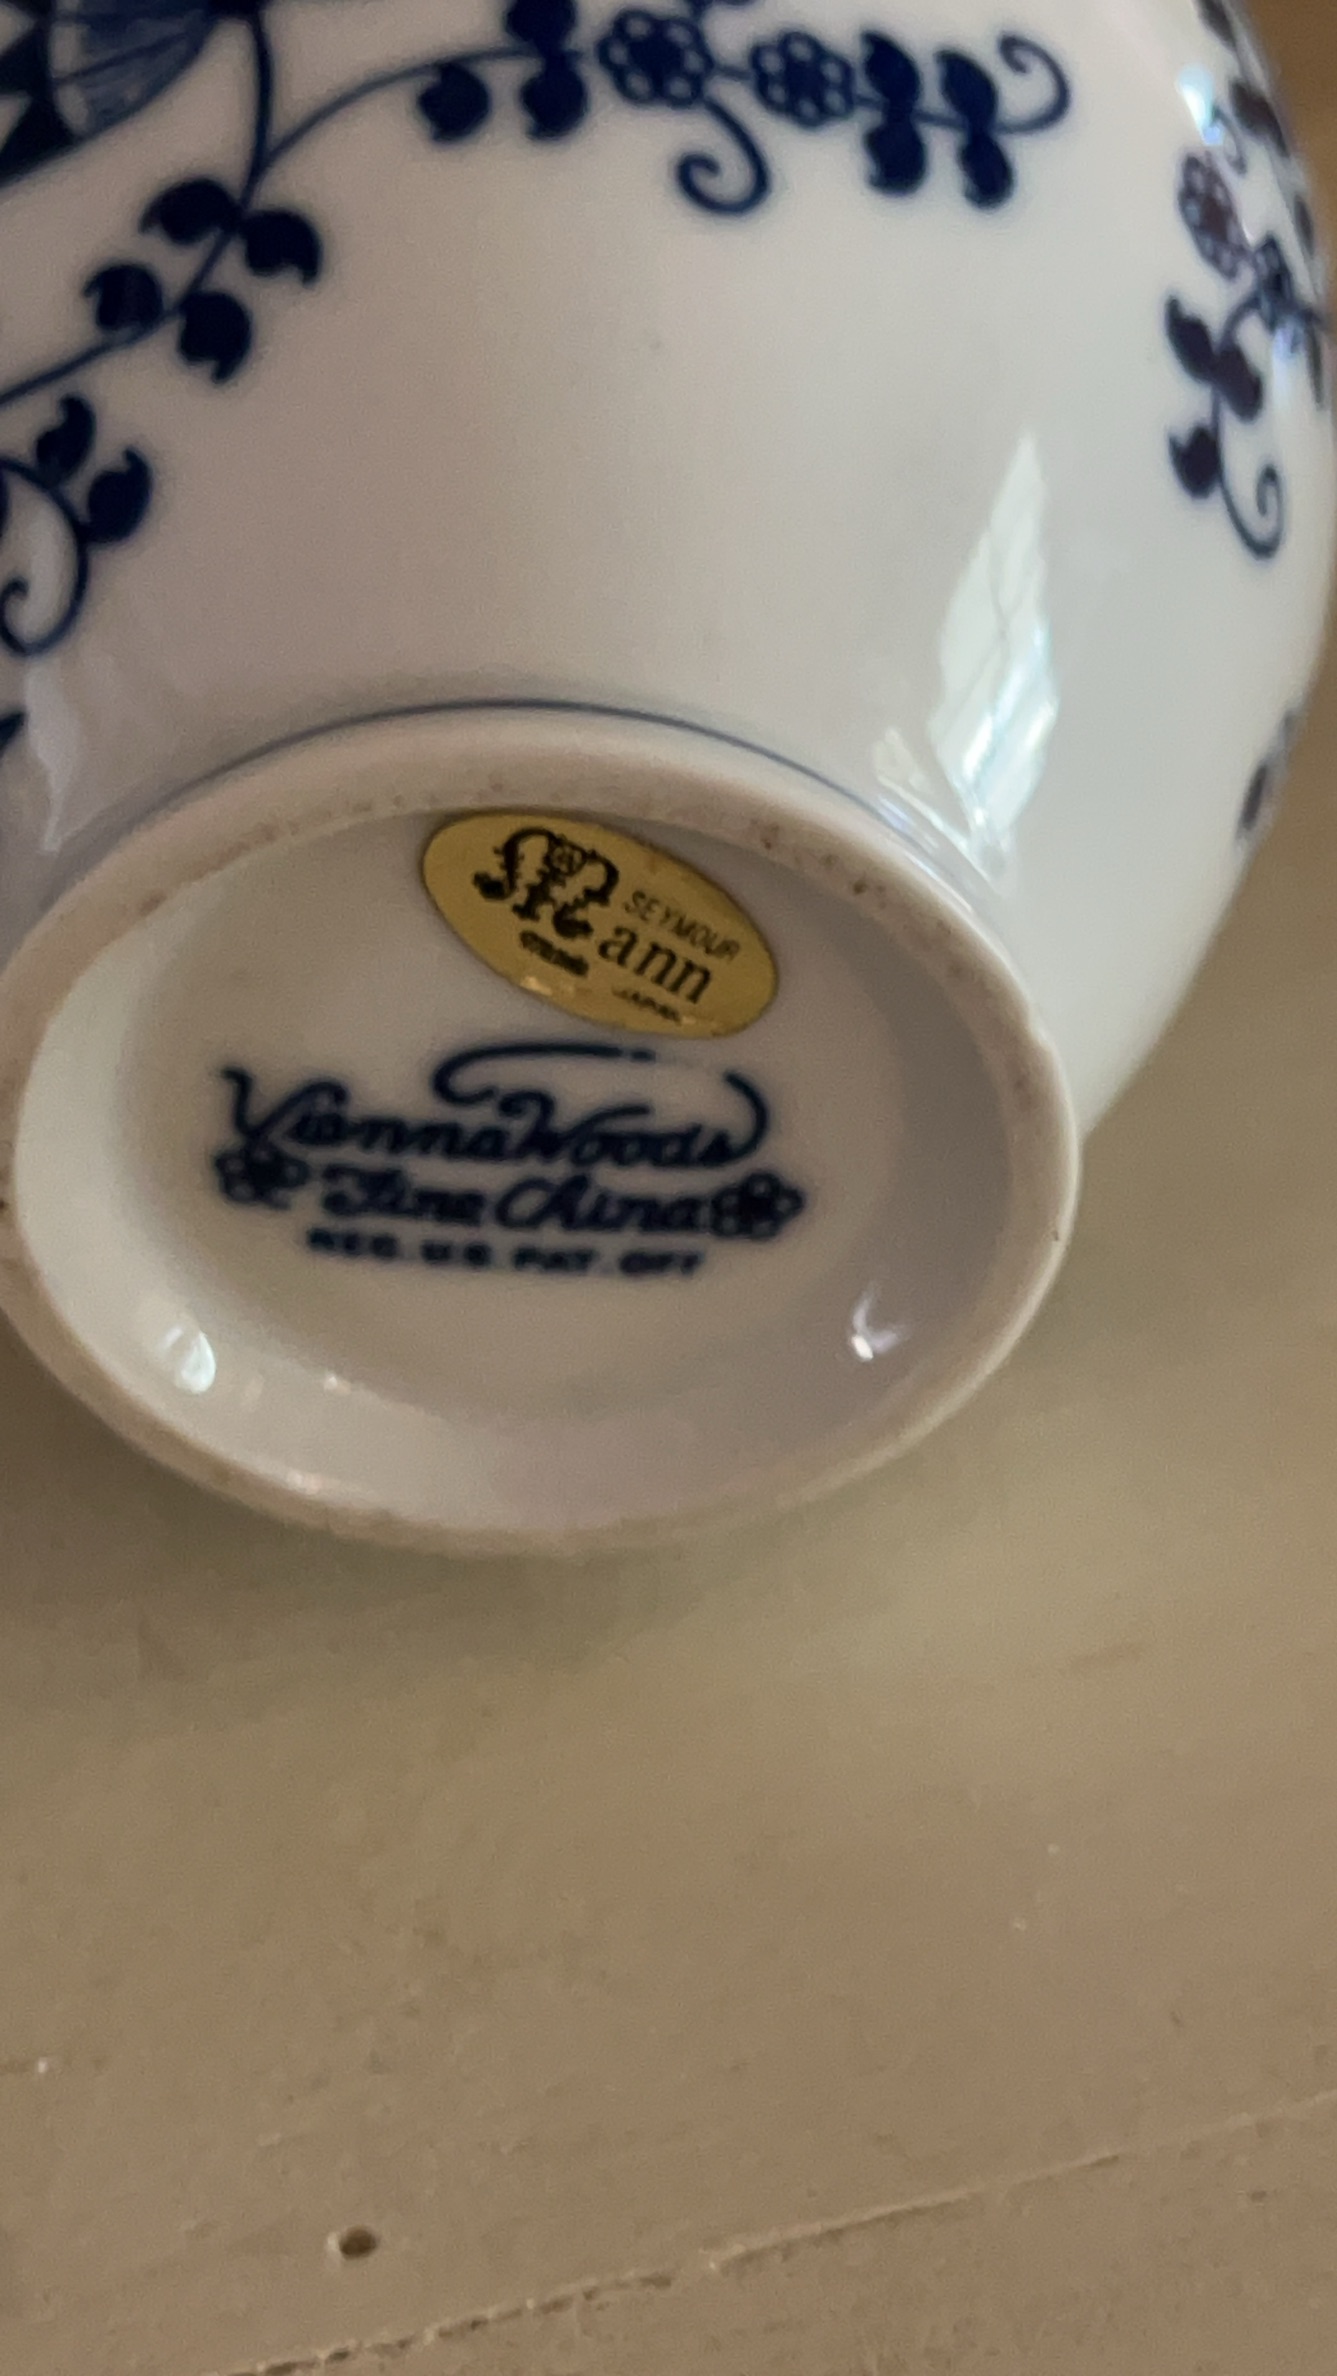 SEYMOUR
Mann
JAPAN
Vienna Woods
Fine China
REG. U.S. PAT. OFF